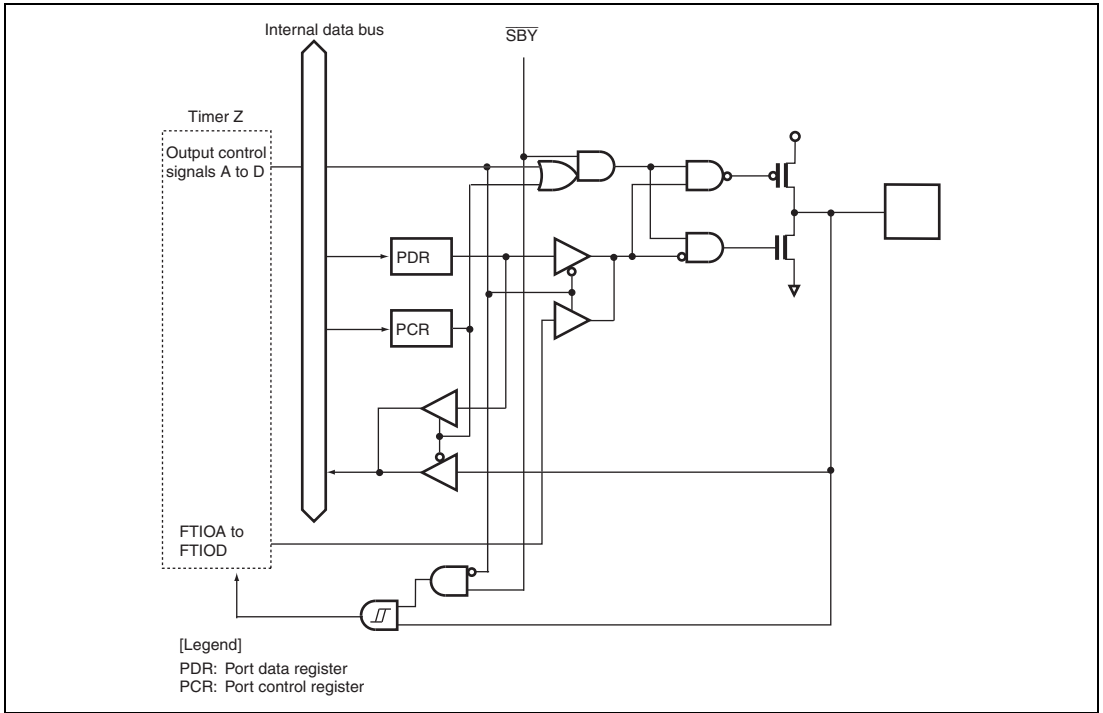 Internal data bus
SBY
Timer Z
Output control
signals A to D
PDR
PCR
FTIOA to
FTIOD
[Legend]
PDR: Port data register
PCR: Port control register